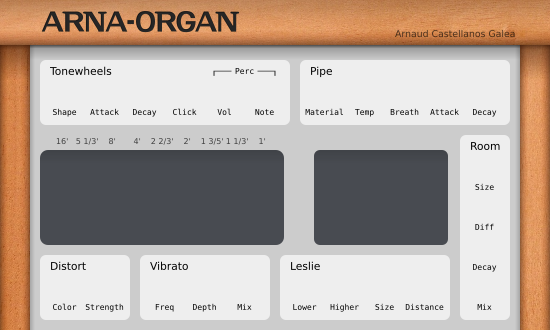 ARNA-ORGAN
Arnaud Castellanos Galea
Tonewheels Perc
Shape Attack Decay Click Vol Note
Pipe
Material Temp Breath Attack Decay
16' 5 1/3' 8' 4' 2 2/3' 2' 1 3/5' 1 1/3' 1'
Room
Size
Diff
Decay
Mix
Distort
Color Strength
Vibrato
Freq Depth Mix
Leslie
Lower Higher Size Distance